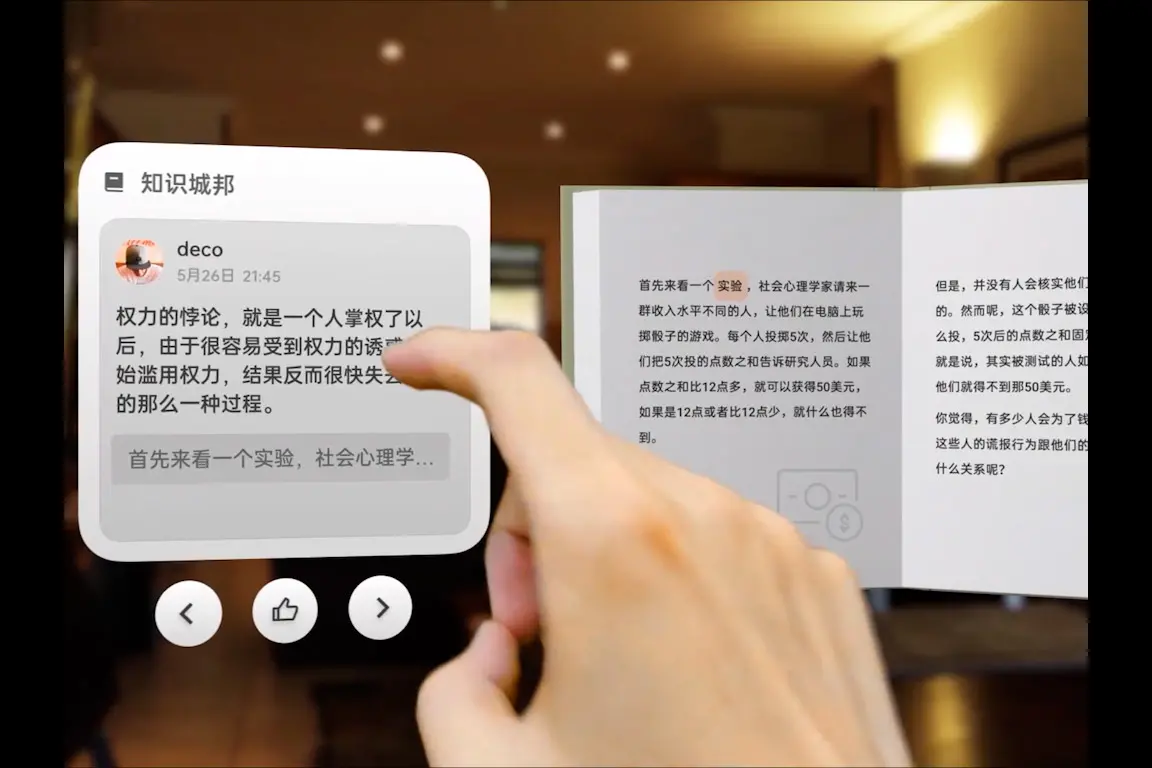 知识城邦
deco
5月26日 21:45
权力的悖论，就是一个人掌权了以
后，由于很容易受到权力的诱
始滥用权力，结果反而很快失
的那么一种过程。
首先来看一个实验，社会心理学...
首先来看一个实验，社会心理学家请来一
群收入水平不同的人，让他们在电脑上玩
掷骰子的游戏。每个人投掷5次，然后让他
们把5次投的点数之和告诉研究人员。如果
点数之和比12点多，就可以获得50美元，
如果是12点或者比12点少，就什么也得不
到。
$
但是，并没有人会核实他们
的。然而呢，这个骰子被设
么投，5次后的点数之和固
就是说，其实被测试的人如
他们就得不到那50美元。
你觉得，有多少人会为了钱
这些人的谎报行为跟他们的
什么关系呢？